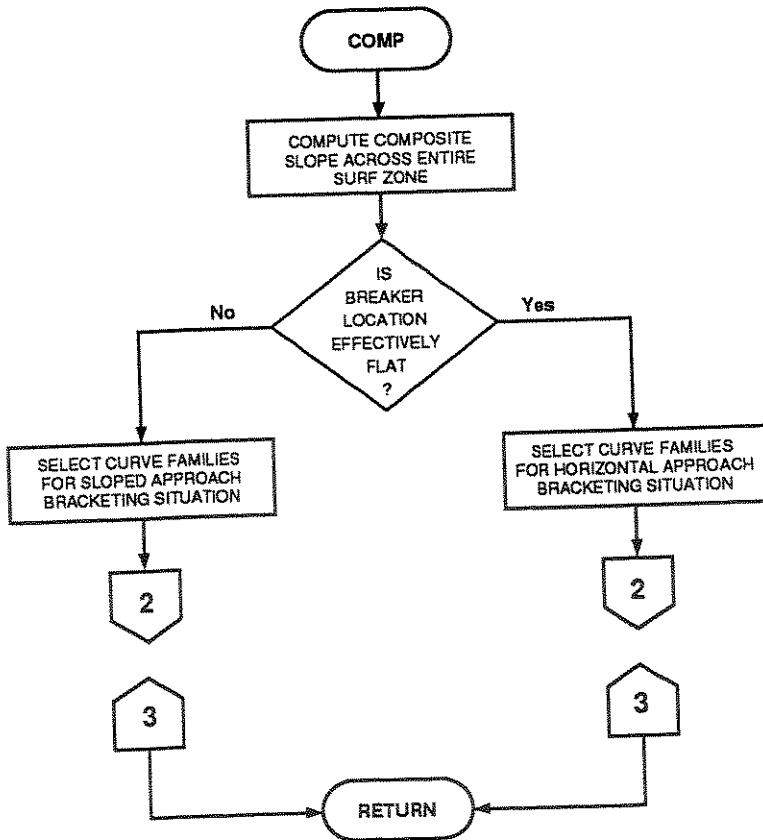 COMP
COMPUTE COMPOSITE
SLOPE ACROSS ENTIRE
SURF ZONE
IS
BREAKER
LOCATION
EFFECTIVELY
FLAT
?
No
Yes
SELECT CURVE FAMILIES
FOR SLOPED APPROACH
BRACKETING SITUATION
SELECT CURVE FAMILIES
FOR HORIZONTAL APPROACH
BRACKETING SITUATION
2
2
3
3
RETURN